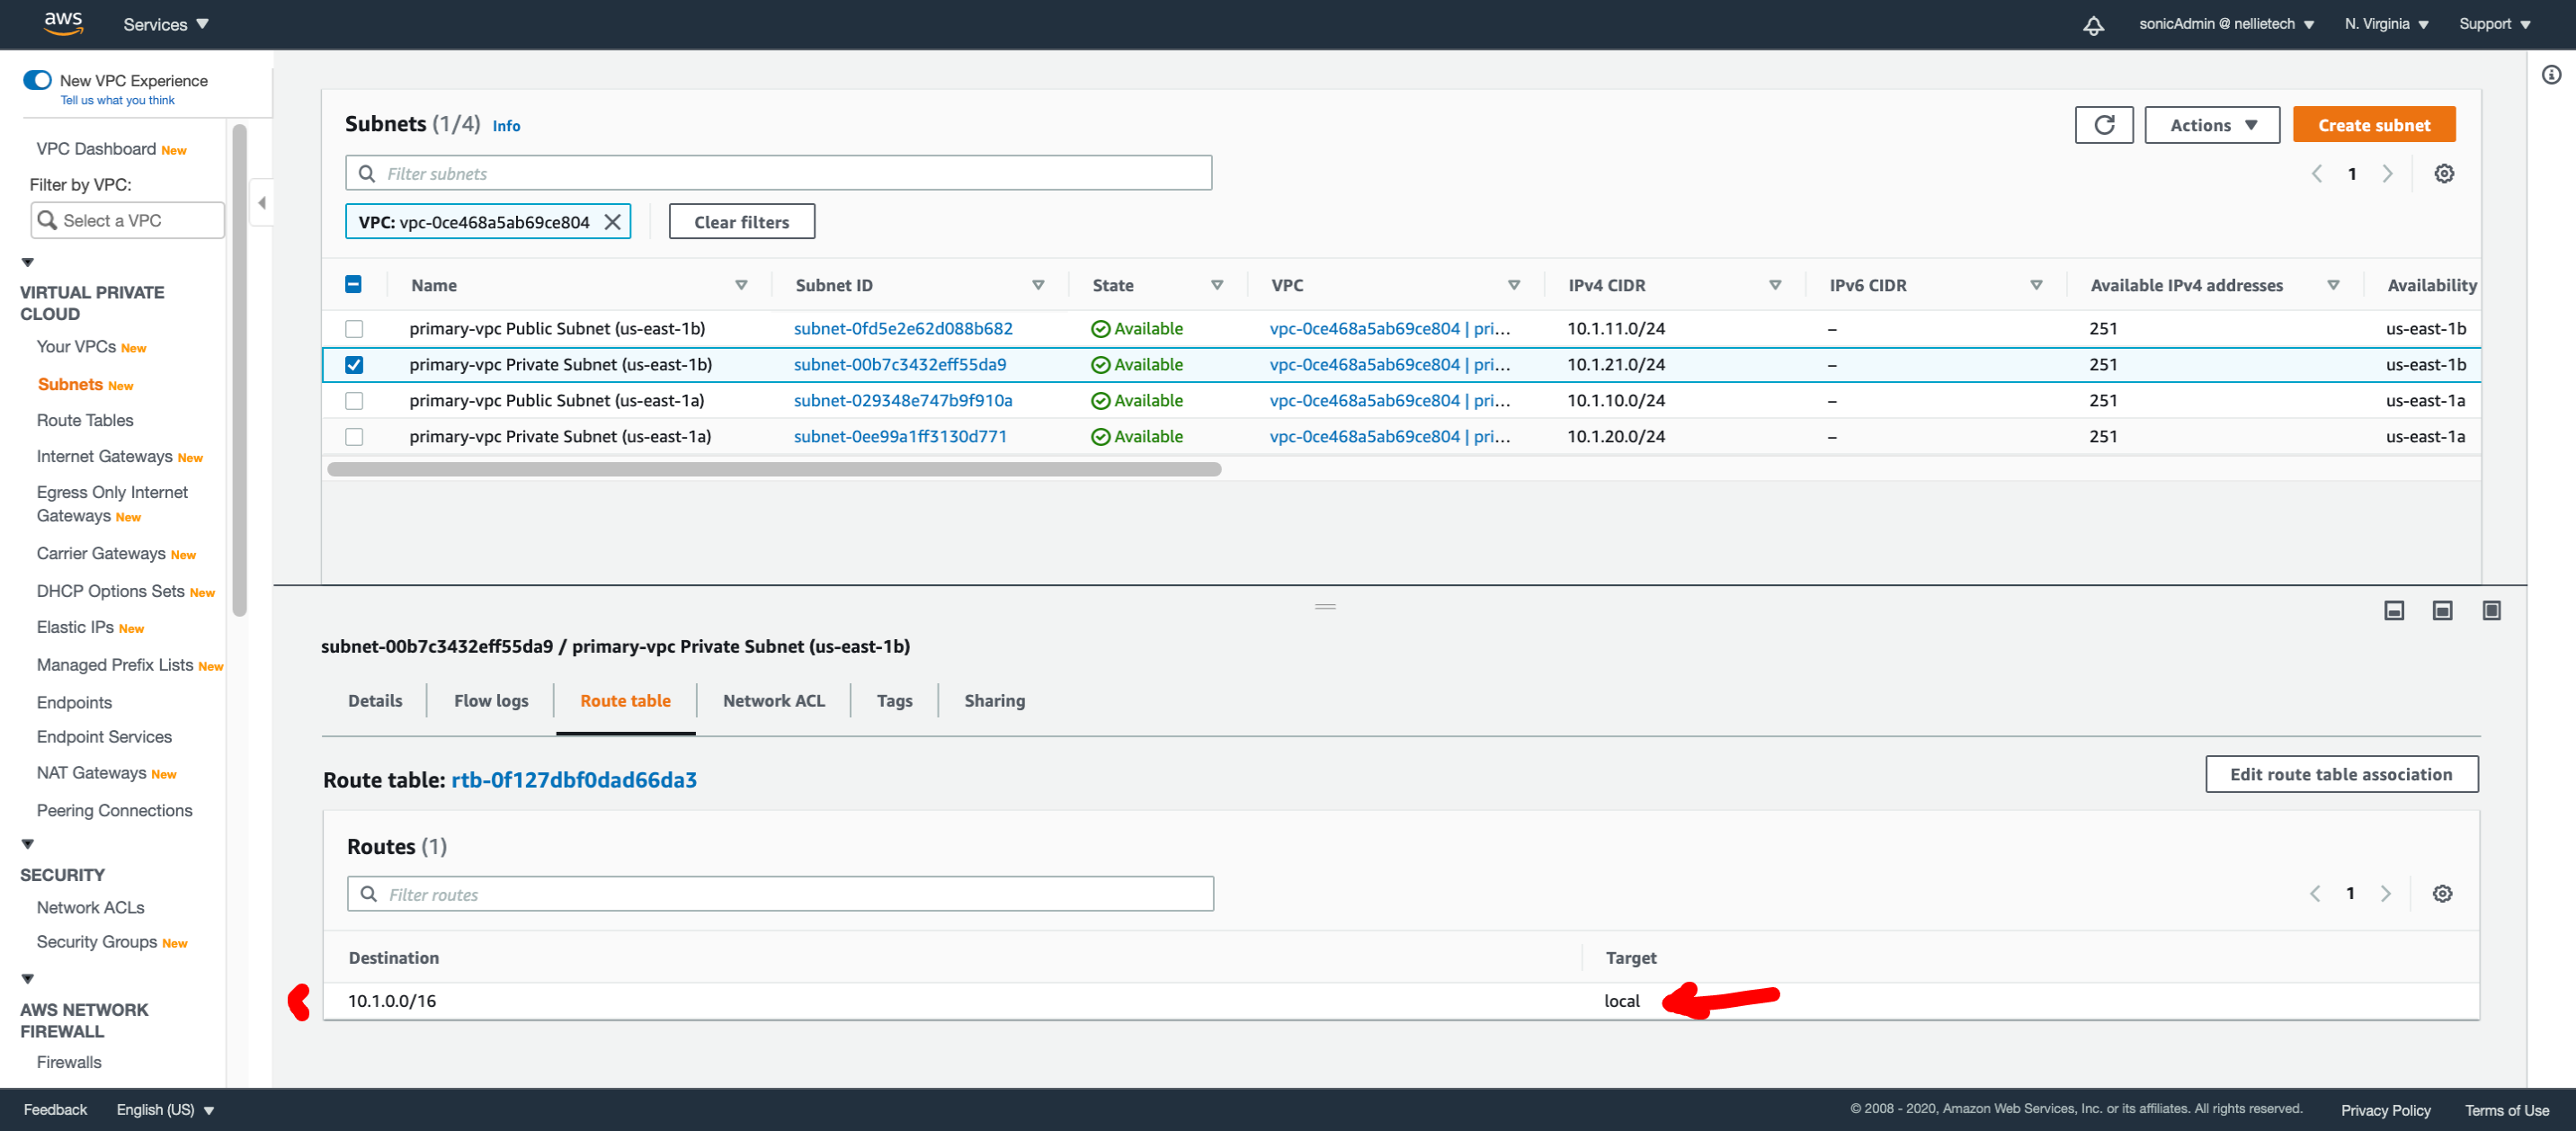 aws Services sonicAdmin @ nellietech N. Virginia Support
New VPC Experience
Tell us what you think
VPC Dashboard New
Filter by VPC:
Select a VPC
VIRTUAL PRIVATE
CLOUD
Your VPCs New
Subnets New
Route Tables
Internet Gateways New
Egress Only Internet
Gateways New
Carrier Gateways New
DHCP Options Sets New
Elastic IPs New
Managed Prefix Lists New
Endpoints
Endpoint Services
NAT Gateways New
Peering Connections
SECURITY
Network ACLs
Security Groups New
AWS NETWORK
FIREWALL
Firewalls
Subnets (1/4) Info
Actions Create subnet
Filter subnets
1
VPC: vpc-0ce468a5ab69ce804 Clear filters
Name Subnet ID State VPC IPv4 CIDR IPv6 CIDR Available IPv4 addresses Availability
primary-vpc Public Subnet (us-east-1b) subnet-0fd5e2e62d088b682 Available vpc-0ce468a5ab69ce804 | pri... 10.1.11.0/24 – 251 us-east-1b
primary-vpc Private Subnet (us-east-1b) subnet-00b7c3432eff55da9 Available vpc-0ce468a5ab69ce804 | pri... 10.1.21.0/24 – 251 us-east-1b
primary-vpc Public Subnet (us-east-1a) subnet-029348e747b9f910a Available vpc-0ce468a5ab69ce804 | pri... 10.1.10.0/24 – 251 us-east-1a
primary-vpc Private Subnet (us-east-1a) subnet-0ee99a1ff3130d771 Available vpc-0ce468a5ab69ce804 | pri... 10.1.20.0/24 – 251 us-east-1a
subnet-00b7c3432eff55da9 / primary-vpc Private Subnet (us-east-1b)
Details Flow logs Route table Network ACL Tags Sharing
Route table: rtb-0f127dbf0dad66da3 Edit route table association
Routes (1)
Filter routes
1
Destination Target
10.1.0.0/16 local
Feedback English (US) © 2008 - 2020, Amazon Web Services, Inc. or its affiliates. All rights reserved. Privacy Policy Terms of Use